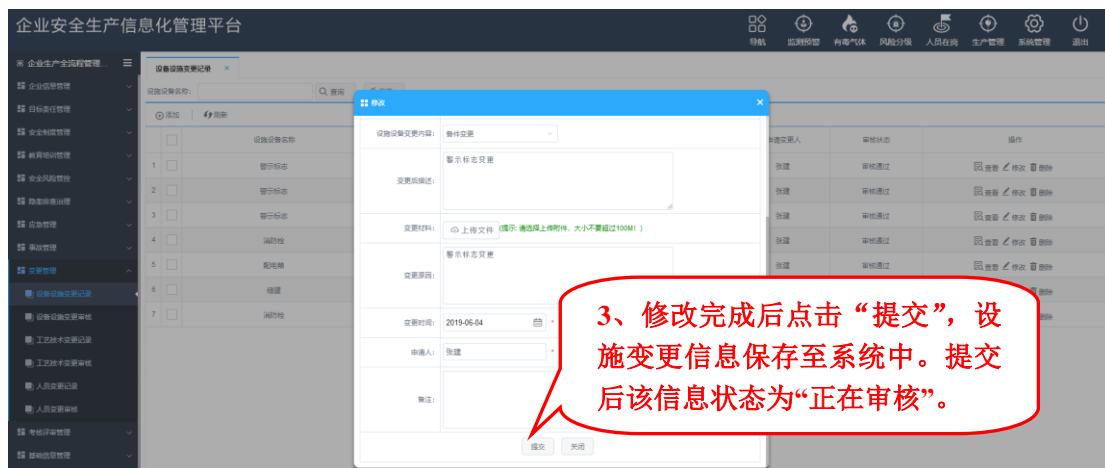 企业安全生产信息化管理平台
导航 监测预警 有毒气体 风险分级 人员在岗 生产管理 系统管理 退出
企业生产全流程管理...
设备设施变更记录 ×
企业信息管理
目标责任管理
安全制度管理
教育培训管理
安全风险管控
隐患排查治理
应急管理
事故管理
变更管理
设备设施变更记录
设备设施变更审核
工艺技术变更记录
工艺技术变更审核
人员变更记录
人员变更审核
考核评审管理
基础信息管理
设施设备名称: 查询
添加 刷新
设施设备名称 申请变更人 审核状态 操作
1 警示标志 张建 审核通过 查看 修改 删除
2 警示标志 张建 审核通过 查看 修改 删除
3 警示标志 张建 审核通过 查看 修改 删除
4 消防栓 张建 审核通过 查看 修改 删除
5 配电箱 张建 审核通过 查看 修改 删除
6 组建 删除
7 消防栓 删除
修改 ×
设施设备变更内容: 备件变更
变更后描述: 警示标志变更
变更材料: 上传文件 (提示: 请选择上传附件, 大小不要超过100M! )
变更原因: 警示标志变更
变更时间: 2019-06-04 *
申请人: 张建 *
备注:
提交 关闭
3、修改完成后点击“提交”，设
施变更信息保存至系统中。提交
后该信息状态为“正在审核”。